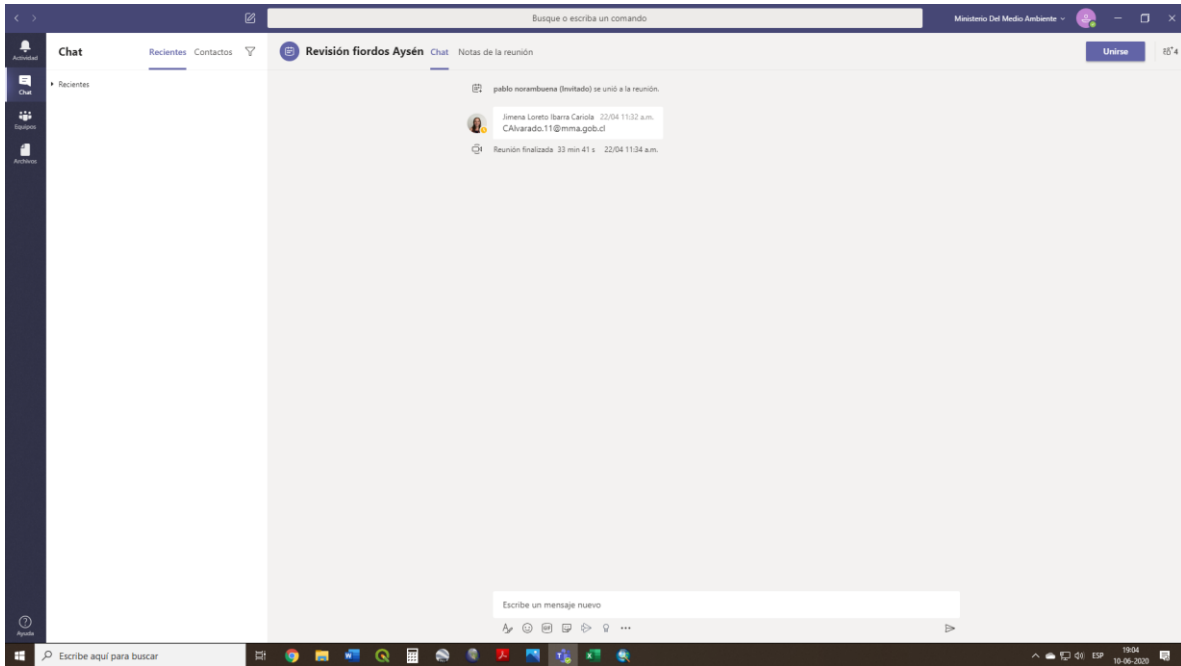 Busque o escriba un comando
Ministerio Del Medio Ambiente
Actividad
Chat
Equipos
Archivos
Ayuda
Chat
Recientes Contactos
Recientes
Revisión fiordos Aysén Chat Notas de la reunión
Unirse
4
pablo norambuena (Invitado) se unió a la reunión.
Jimena Loreto Ibarra Cariola 22/04 11:32 a.m.
CAlvarado.11@mma.gob.cl
Reunión finalizada 33 min 41 s 22/04 11:34 a.m.
Escribe un mensaje nuevo
GIF
Escribe aquí para buscar
ESP
19:04
10-06-2020